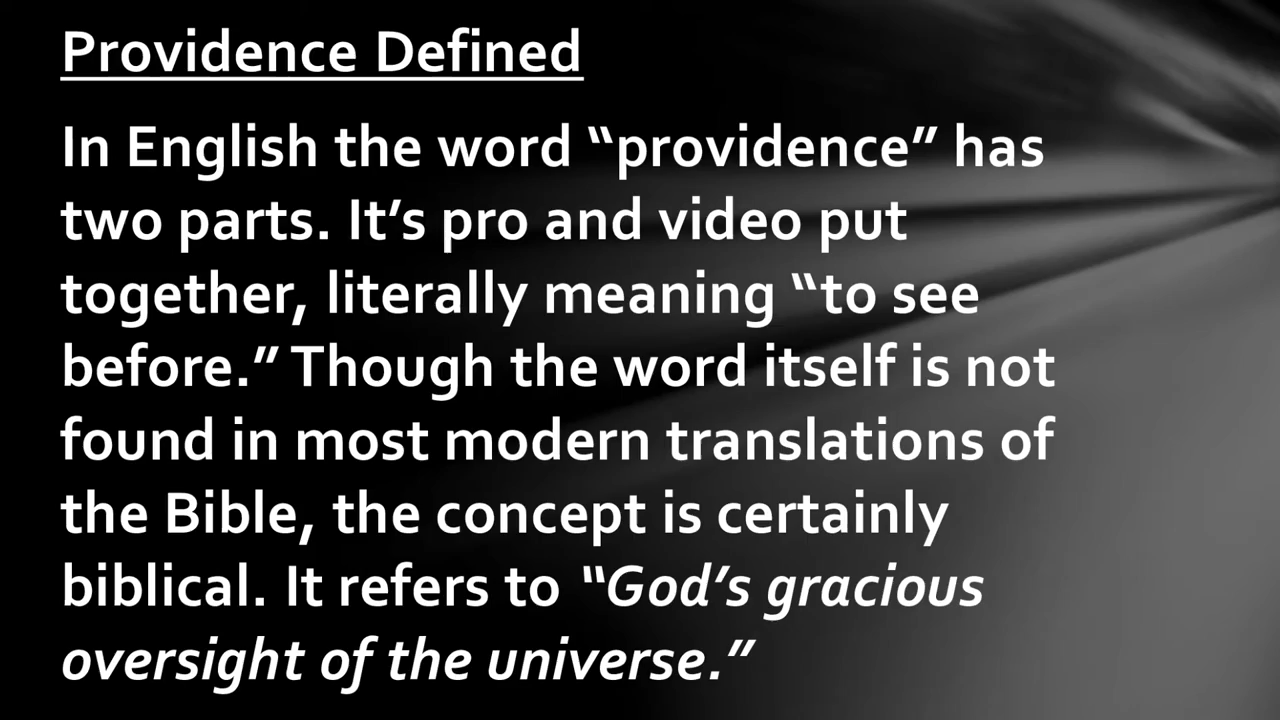 Providence Defined
In English the word “providence” has
two parts. It’s pro and video put
together, literally meaning “to see
before.” Though the word itself is not
found in most modern translations of
the Bible, the concept is certainly
biblical. It refers to “God’s gracious
oversight of the universe.”